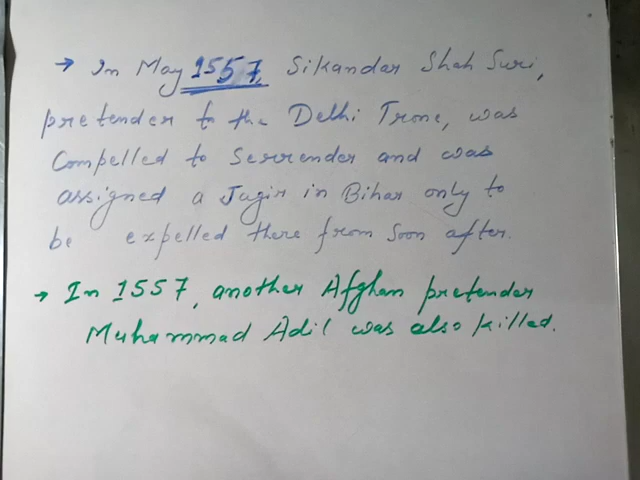 → In May 1557, Sikandar Shah Suri,
pretender to the Delhi Trone, was
Compelled to Serrender and was
assigned a Jagir in Bihar only to
be expelled there from Soon after.
→ In 1557, another Afghan pretender
Muhammad Adil was also killed.